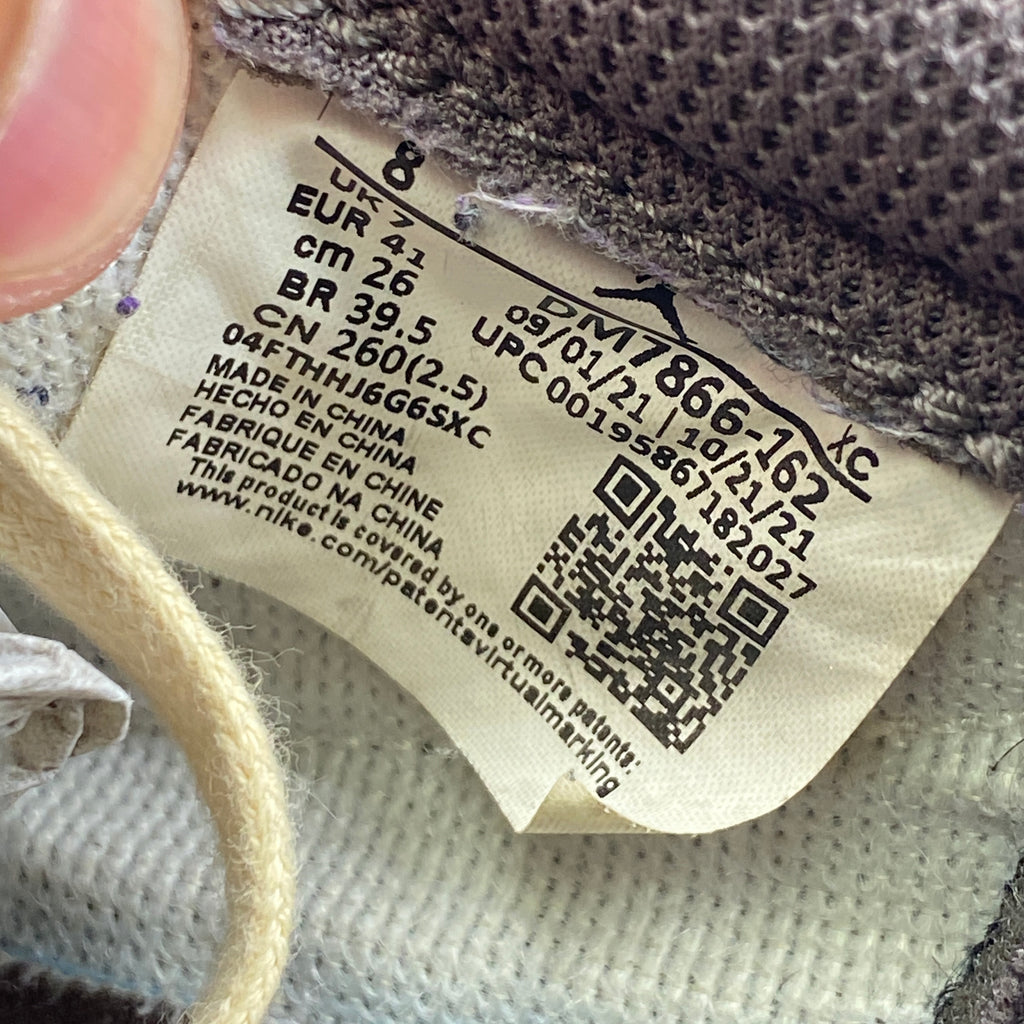 8
UK 7
EUR 41
cm 26
BR 39.5
CN 260(2.5)
04FTHHJ6G6SXC
MADE IN CHINA
HECHO EN CHINA
FABRIQUE EN CHINE
FABRICADO NA CHINA
This product is covered by one or more patents:
www.nike.com/patentsvirtualmarking
XC
DM7866-162
09/01/21 | 10/21/21
UPC 00195867182027